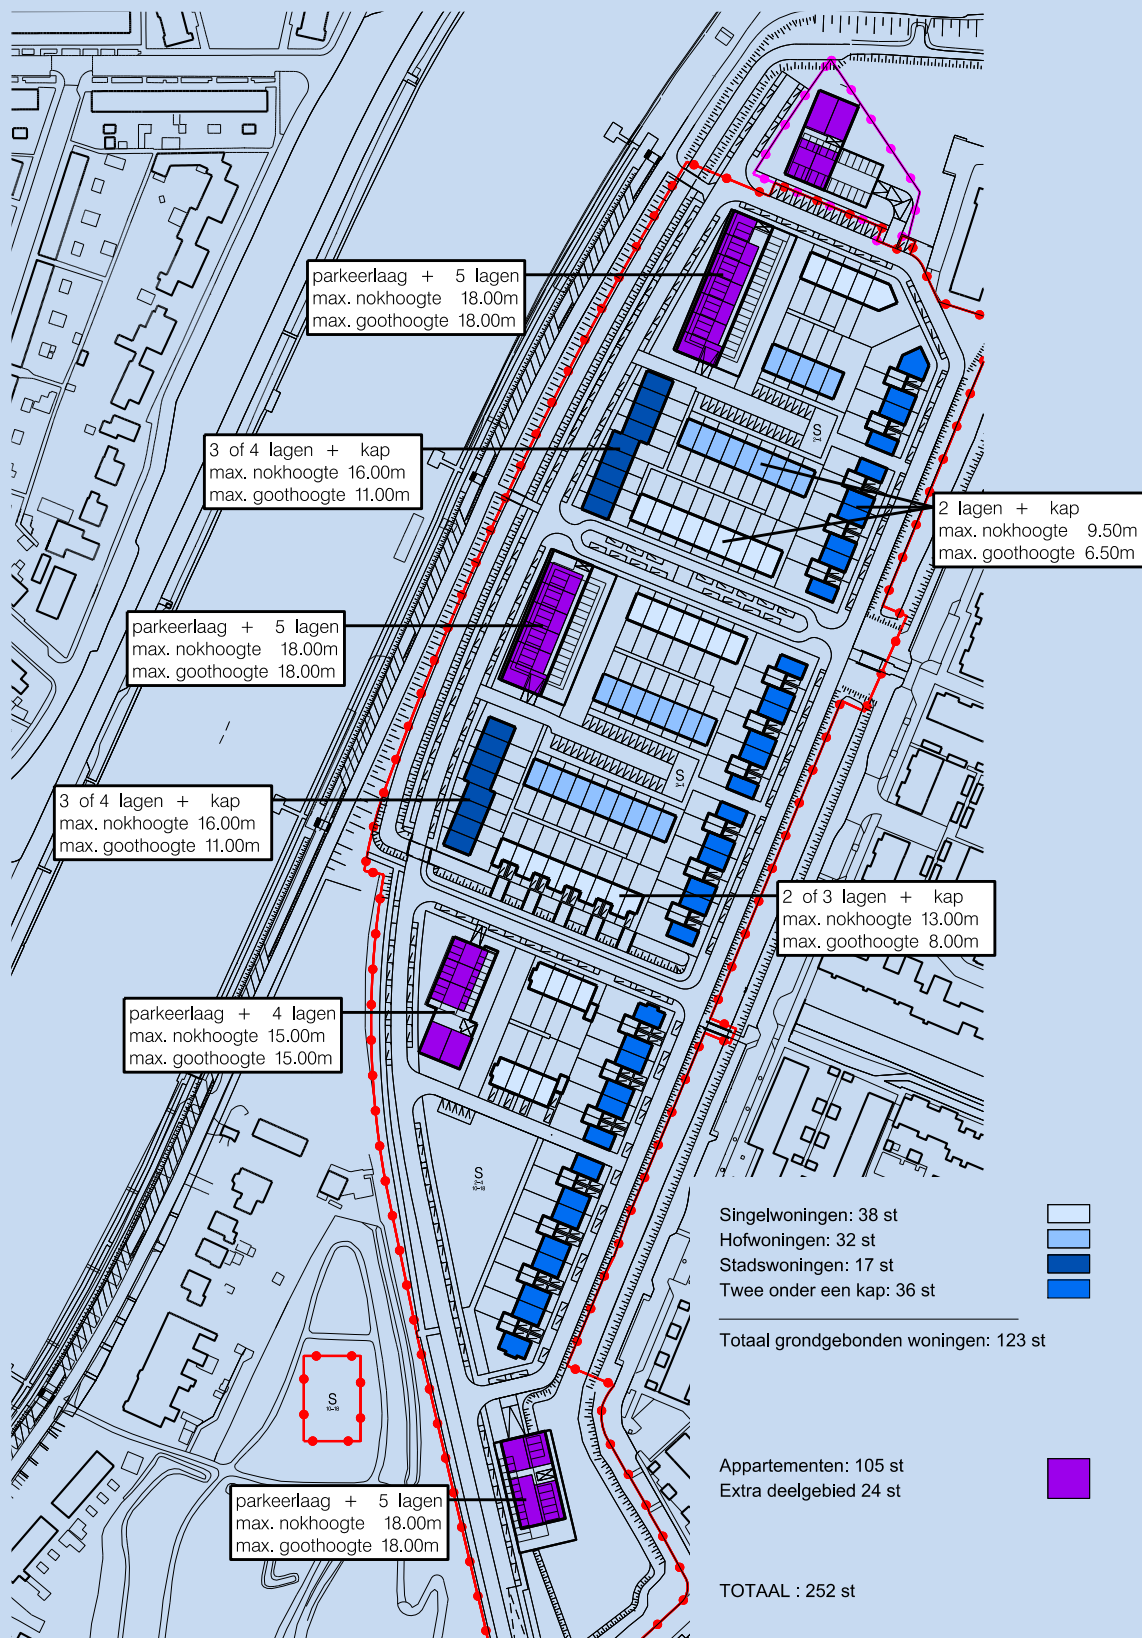 parkeerlaag + 5 lagen
max. nokhoogte 18.00m
max. goothoogte 18.00m
3 of 4 lagen + kap
max. nokhoogte 16.00m
max. goothoogte 11.00m
S
2 lagen + kap
max. nokhoogte 9.50m
max. goothoogte 6.50m
parkeerlaag + 5 lagen
max. nokhoogte 18.00m
max. goothoogte 18.00m
S
3 of 4 lagen + kap
max. nokhoogte 16.00m
max. goothoogte 11.00m
2 of 3 lagen + kap
max. nokhoogte 13.00m
max. goothoogte 8.00m
parkeerlaag + 4 lagen
max. nokhoogte 15.00m
max. goothoogte 15.00m
S
Singelwoningen: 38 st
Hofwoningen: 32 st
Stadswoningen: 17 st
Twee onder een kap: 36 st
Totaal grondgebonden woningen: 123 st
S
10-18
Appartementen: 105 st
Extra deelgebied 24 st
parkeerlaag + 5 lagen
max. nokhoogte 18.00m
max. goothoogte 18.00m
TOTAAL : 252 st